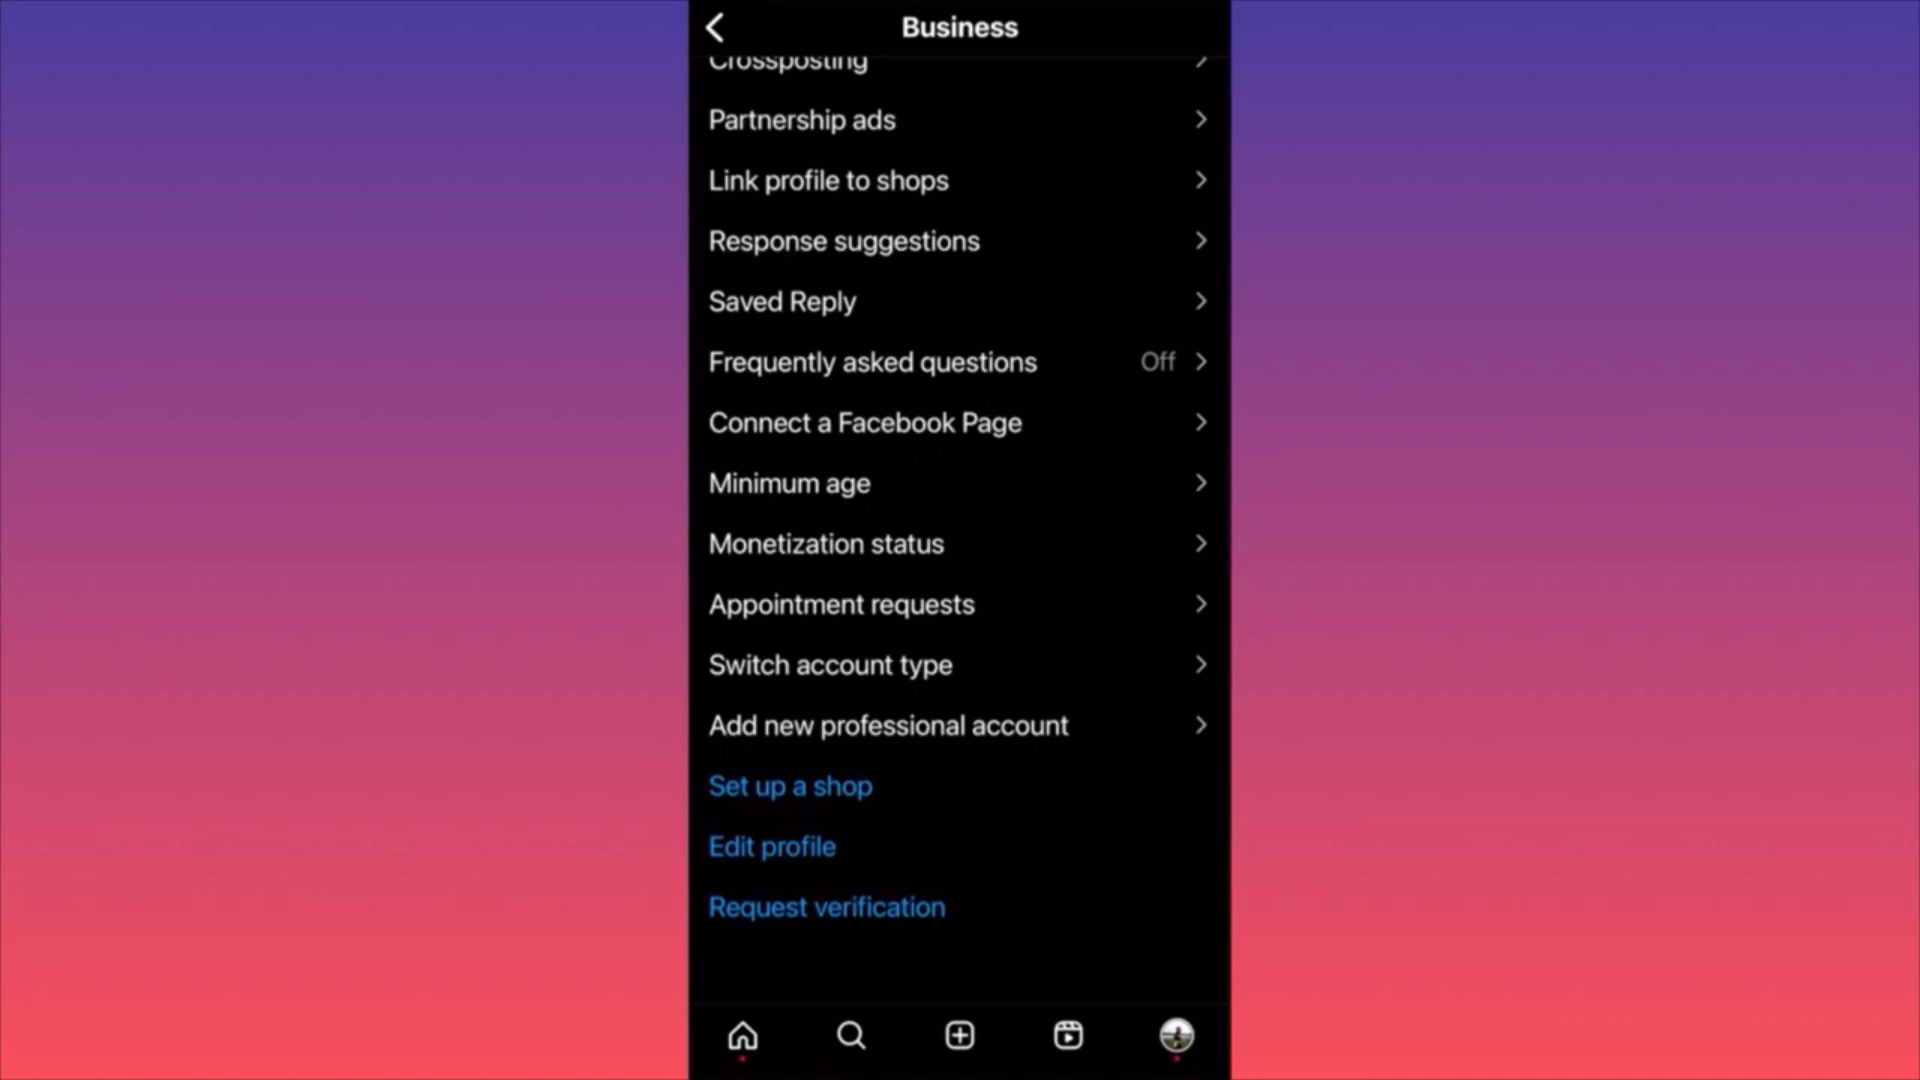 Business
Crossposting
Partnership ads
Link profile to shops
Response suggestions
Saved Reply
Frequently asked questions Off
Connect a Facebook Page
Minimum age
Monetization status
Appointment requests
Switch account type
Add new professional account
Set up a shop
Edit profile
Request verification